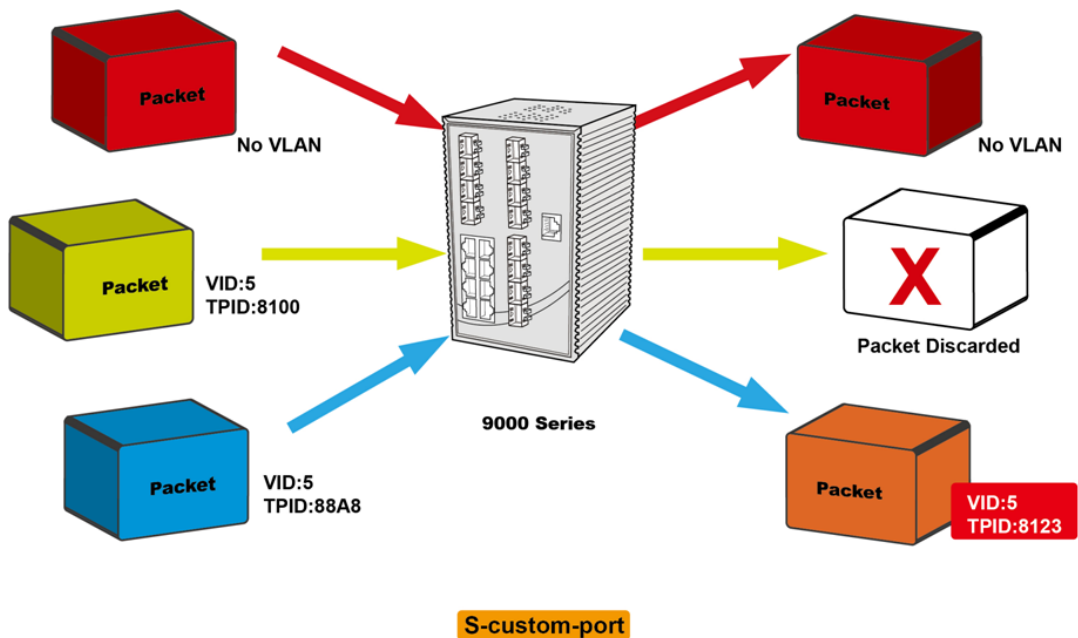 Packet
No VLAN
Packet
No VLAN
Packet
VID:5
TPID:8100
X
Packet Discarded
Packet
VID:5
TPID:88A8
9000 Series
Packet
VID:5
TPID:8123
S-custom-port